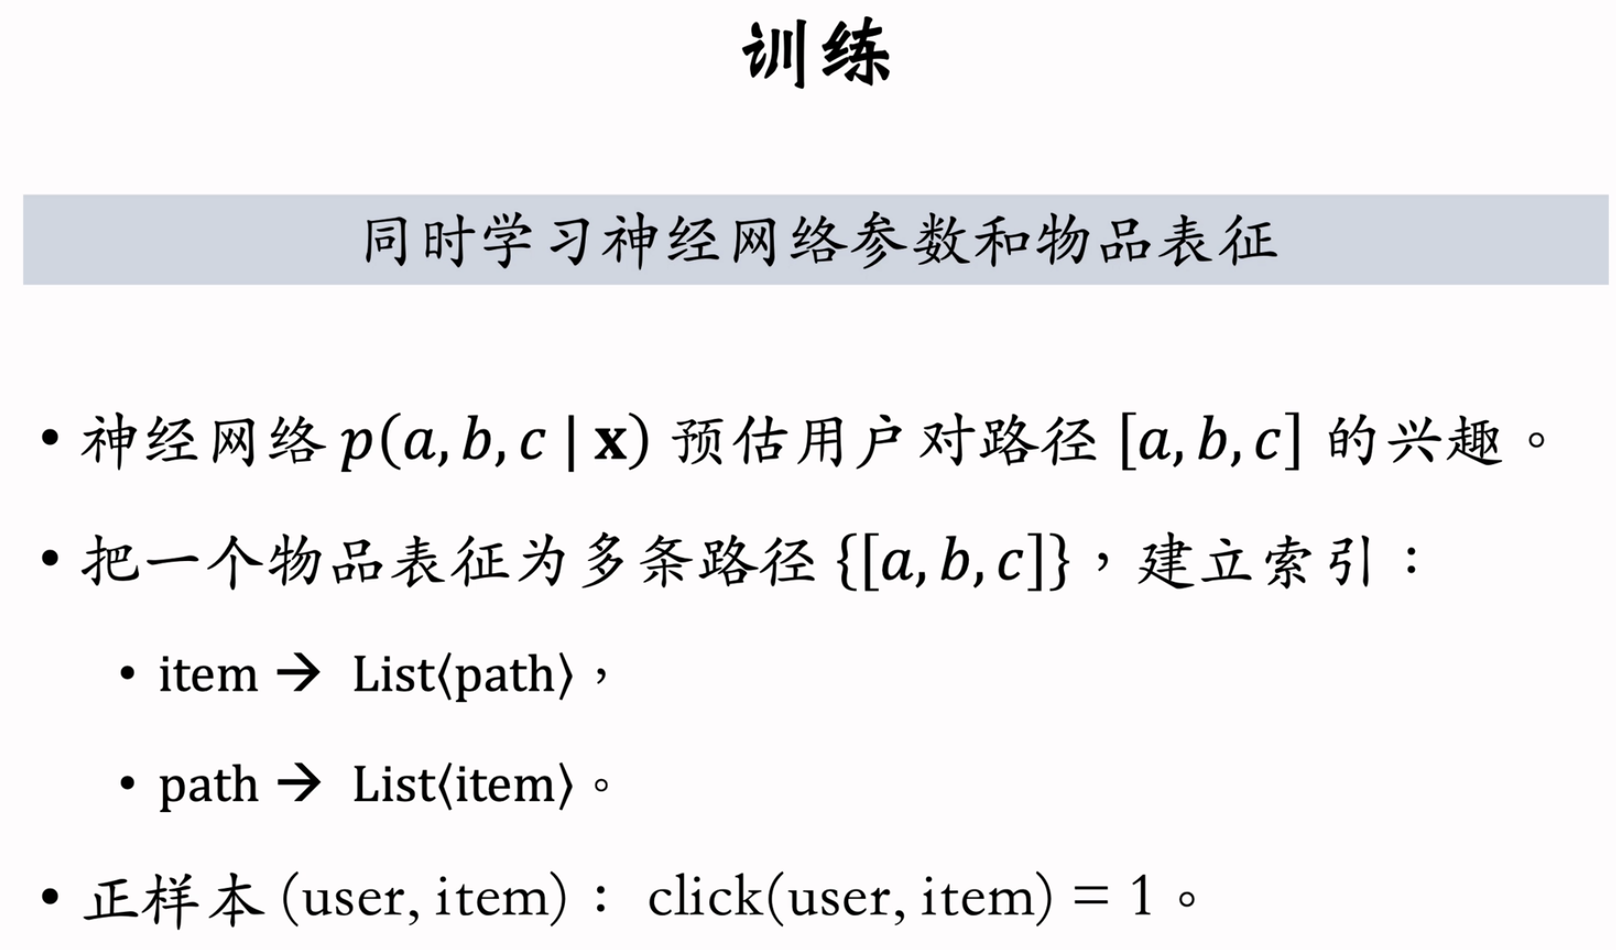 训练
同时学习神经网络参数和物品表征
• 神经网络 p(a, b, c | x) 预估用户对路径 [a, b, c] 的兴趣。
• 把一个物品表征为多条路径 {[a, b, c]}，建立索引：
• item → List⟨path⟩，
• path → List⟨item⟩。
• 正样本 (user, item)： click(user, item) = 1。